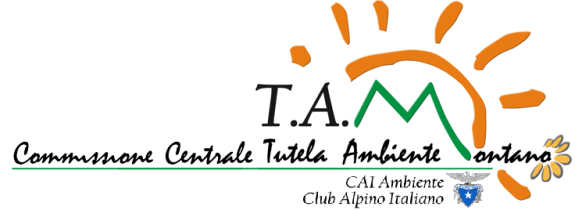 T.A.M
Commissione Centrale Tutela Ambiente Montano
CAI Ambiente
Club Alpino Italiano